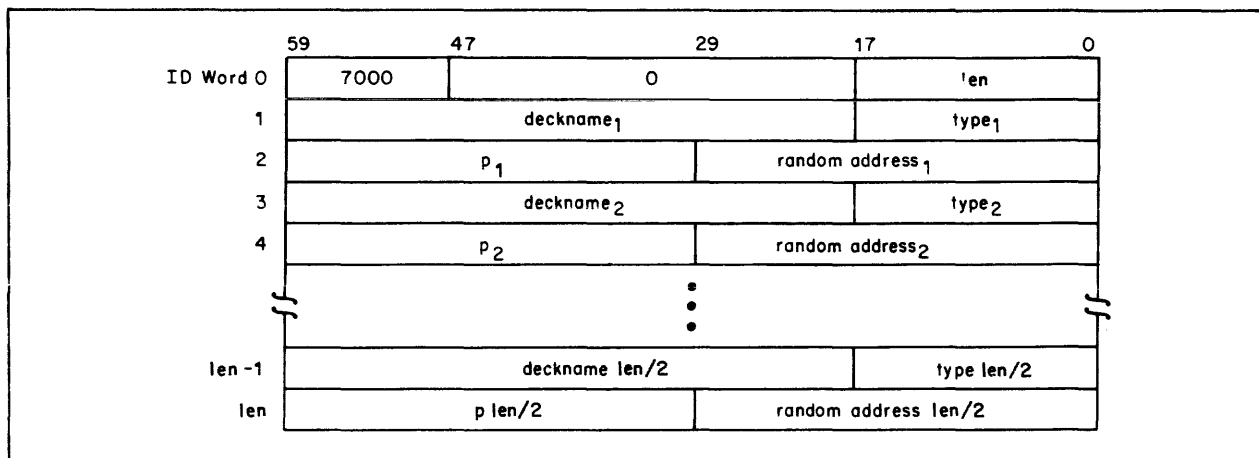 59 47 29 17 0
ID Word 0 7000 0 len
1 deckname1 type1
2 p1 random address1
3 deckname2 type2
4 p2 random address2
len-1 deckname len/2 type len/2
len p len/2 random address len/2